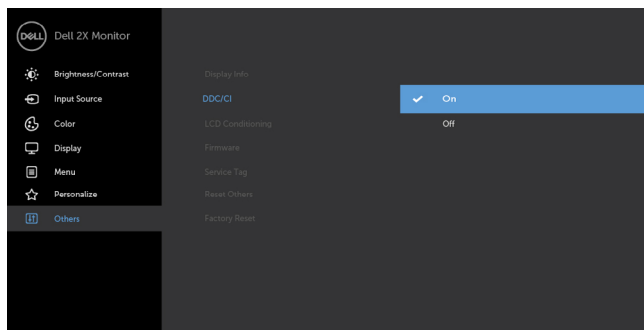 DELL
Dell 2X Monitor
Brightness/Contrast
Input Source
Color
Display
Menu
Personalize
Others
Display Info
DDC/CI
LCD Conditioning
Firmware
Service Tag
Reset Others
Factory Reset
On
Off